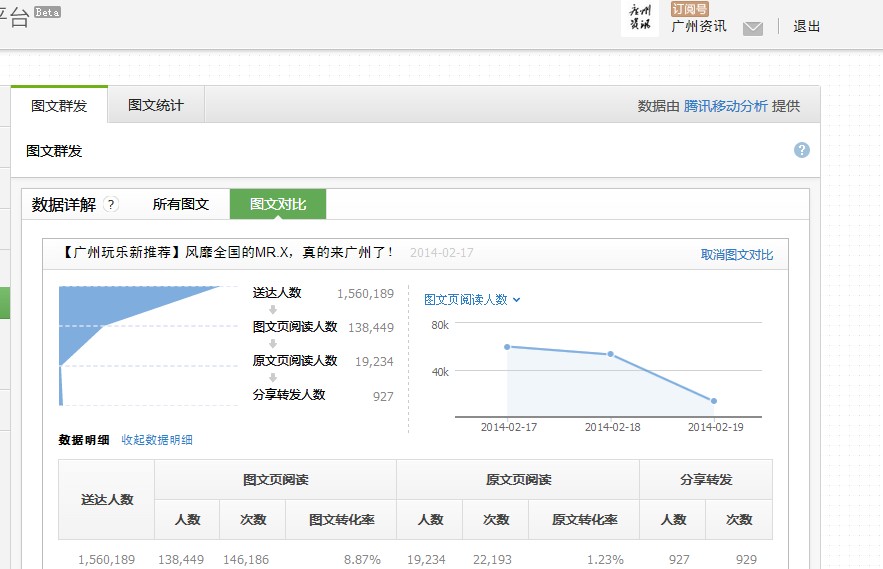 平台 Beta
广州资讯 订阅号
广州资讯 退出
图文群发 图文统计 数据由 腾讯移动分析 提供
图文群发 ?
数据详解 ? 所有图文 图文对比
【广州玩乐新推荐】风靡全国的MR.X，真的来广州了！ 2014-02-17 取消图文对比
送达人数 1,560,189
图文页阅读人数 138,449
原文页阅读人数 19,234
分享转发人数 927
图文页阅读人数
80k
40k
2014-02-17 2014-02-18 2014-02-19
数据明细 收起数据明细
送达人数 图文页阅读 原文页阅读 分享转发
人数 次数 图文转化率 人数 次数 原文转化率 人数 次数
1,560,189 138,449 146,186 8.87% 19,234 22,193 1.23% 927 929